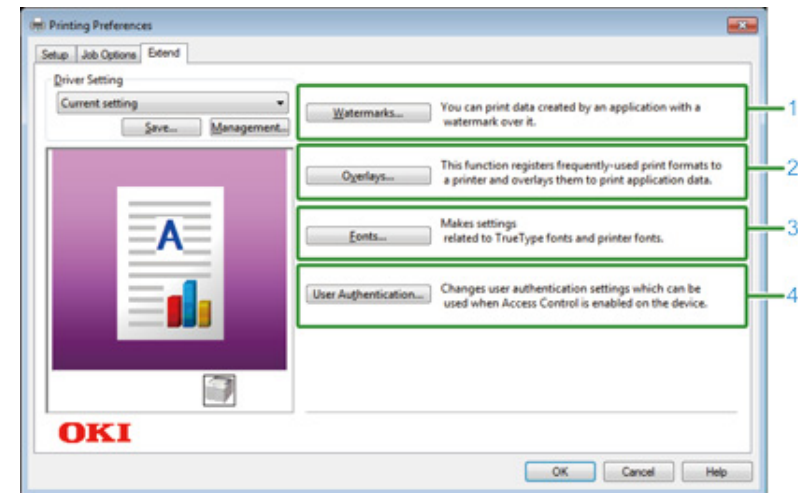 Printing Preferences
Setup Job Options Extend
Driver Setting
Current setting
Save... Management...
Watermarks...
You can print data created by an application with a
watermark over it.
1
Overlays...
This function registers frequently-used print formats to
a printer and overlays them to print application data.
2
Fonts...
Makes settings
related to TrueType fonts and printer fonts.
3
User Authentication...
Changes user authentication settings which can be
used when Access Control is enabled on the device.
4
A
OKI
OK Cancel Help